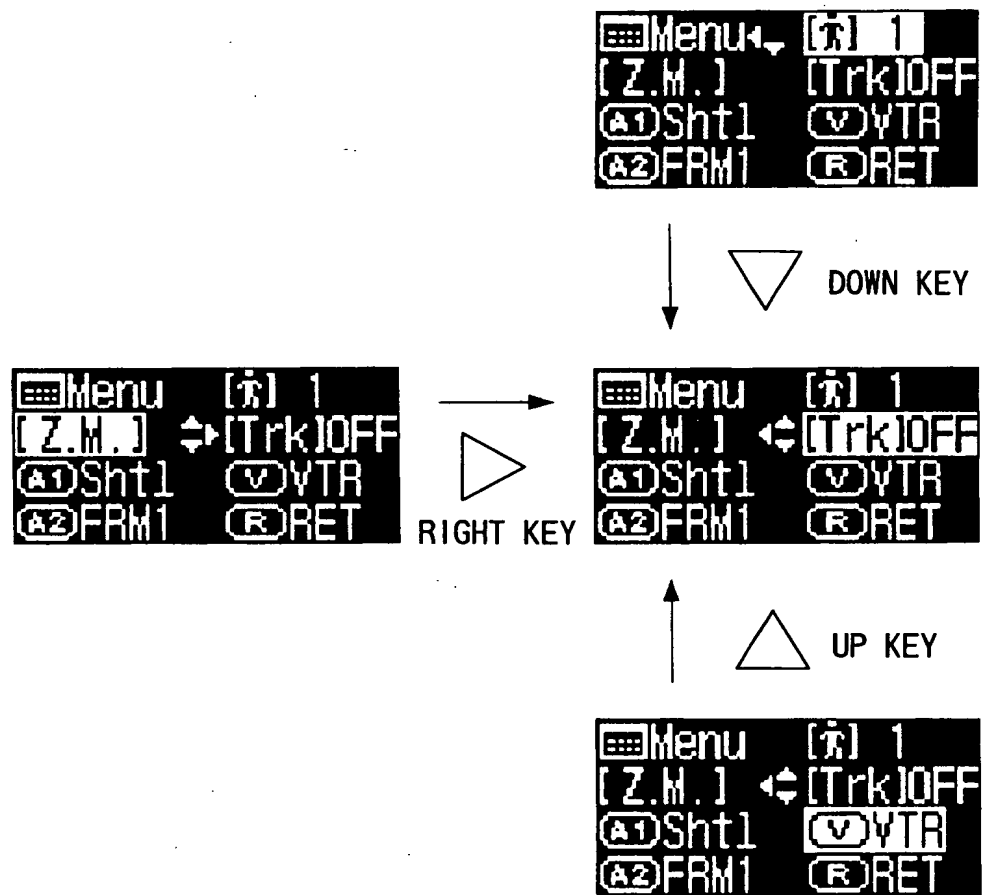 Menu [ ] 1
[Z.M.] [Trk]OFF
A1 Shtl V VTR
A2 FRM1 R RET
DOWN KEY
Menu [ ] 1
[Z.M.] [Trk]OFF
A1 Shtl V VTR
A2 FRM1 R RET
RIGHT KEY
Menu [ ] 1
[Z.M.] [Trk]OFF
A1 Shtl V VTR
A2 FRM1 R RET
UP KEY
Menu [ ] 1
[Z.M.] [Trk]OFF
A1 Shtl V VTR
A2 FRM1 R RET